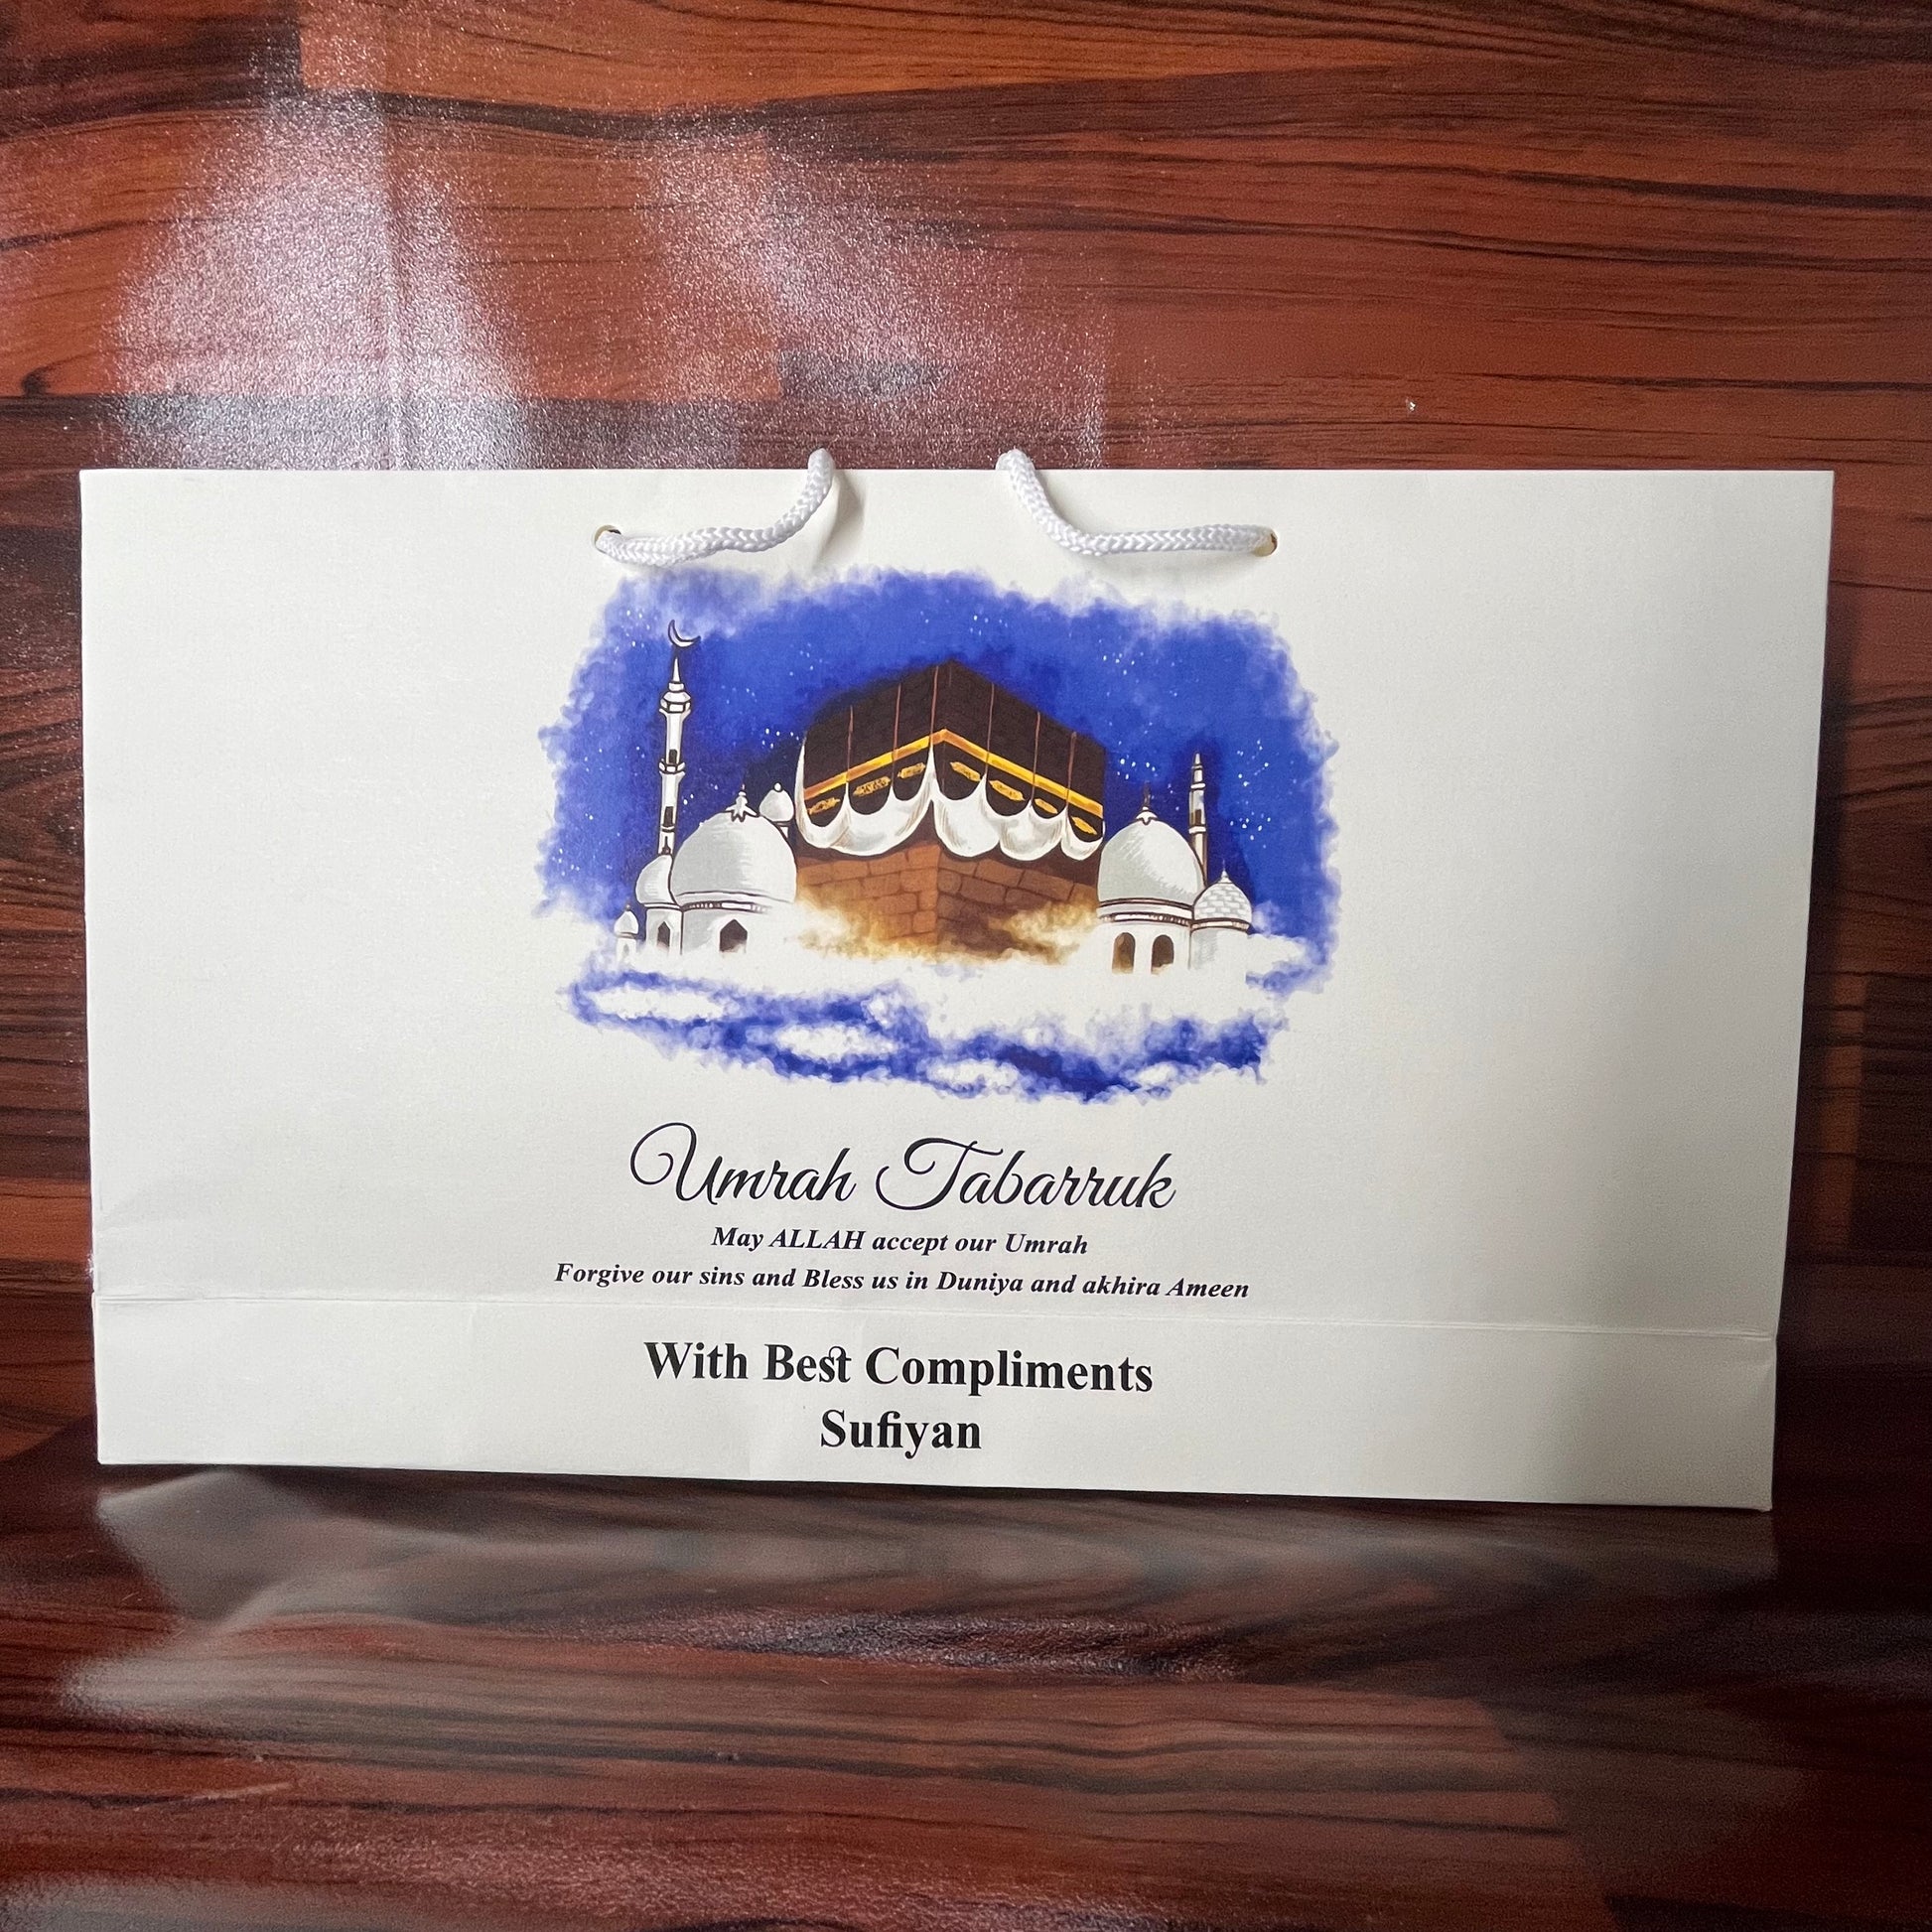 Umrah Tabarruk
May ALLAH accept our Umrah
Forgive our sins and Bless us in Duniya and akhira Ameen
With Best Compliments
Sufiyan